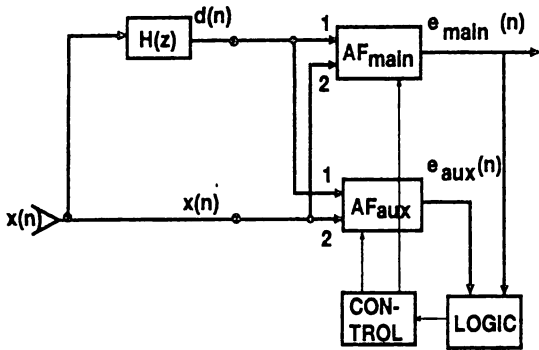 d(n)
H(z)
1
AFmain
2
emain (n)
x(n)
x(n)
1
AFaux
2
eaux(n)
CON-
TROL
LOGIC